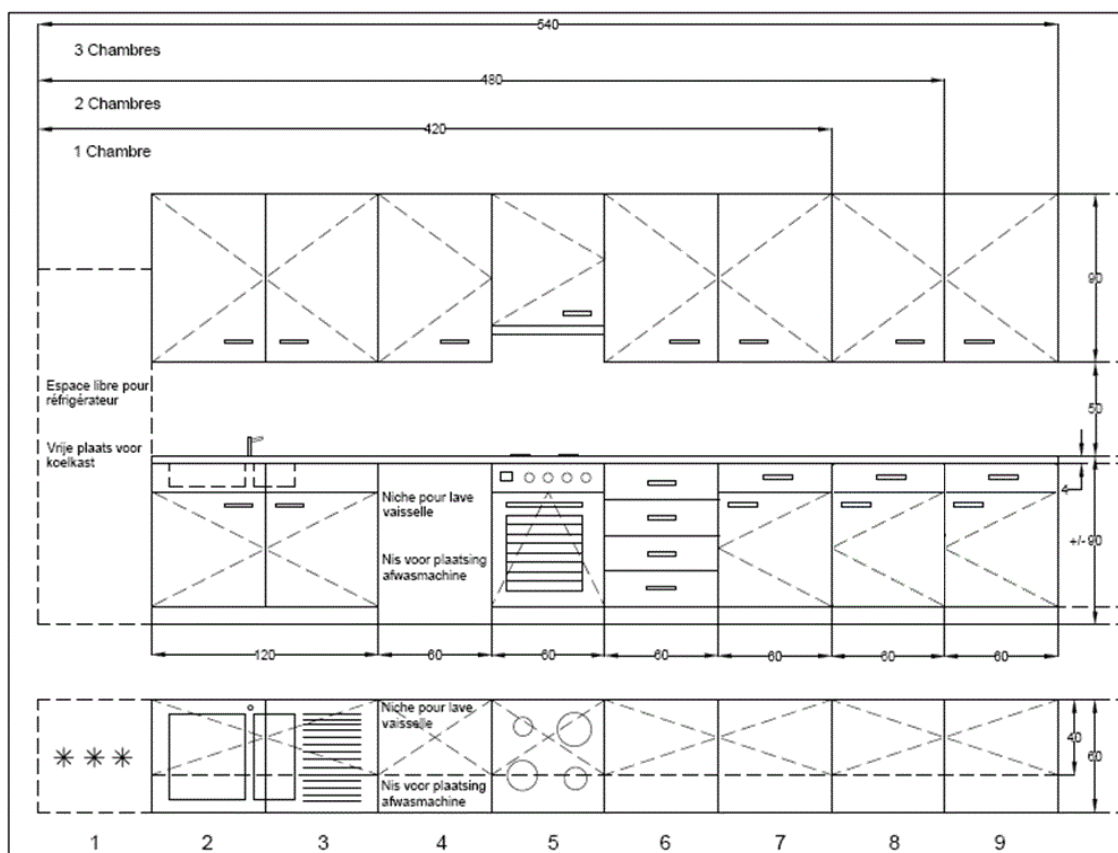 540
3 Chambres
480
2 Chambres
420
1 Chambre
90
Espace libre pour
réfrigérateur
50
Vrije plaats voor
koelkast
4
Niche pour lave
vaisselle
+/- 90
Nis voor plaatsing
afwasmachine
120
60
60
60
60
60
60
Niche pour lave
vaisselle
40
60
Nis voor plaatsing
afwasmachine
1 2 3 4 5 6 7 8 9